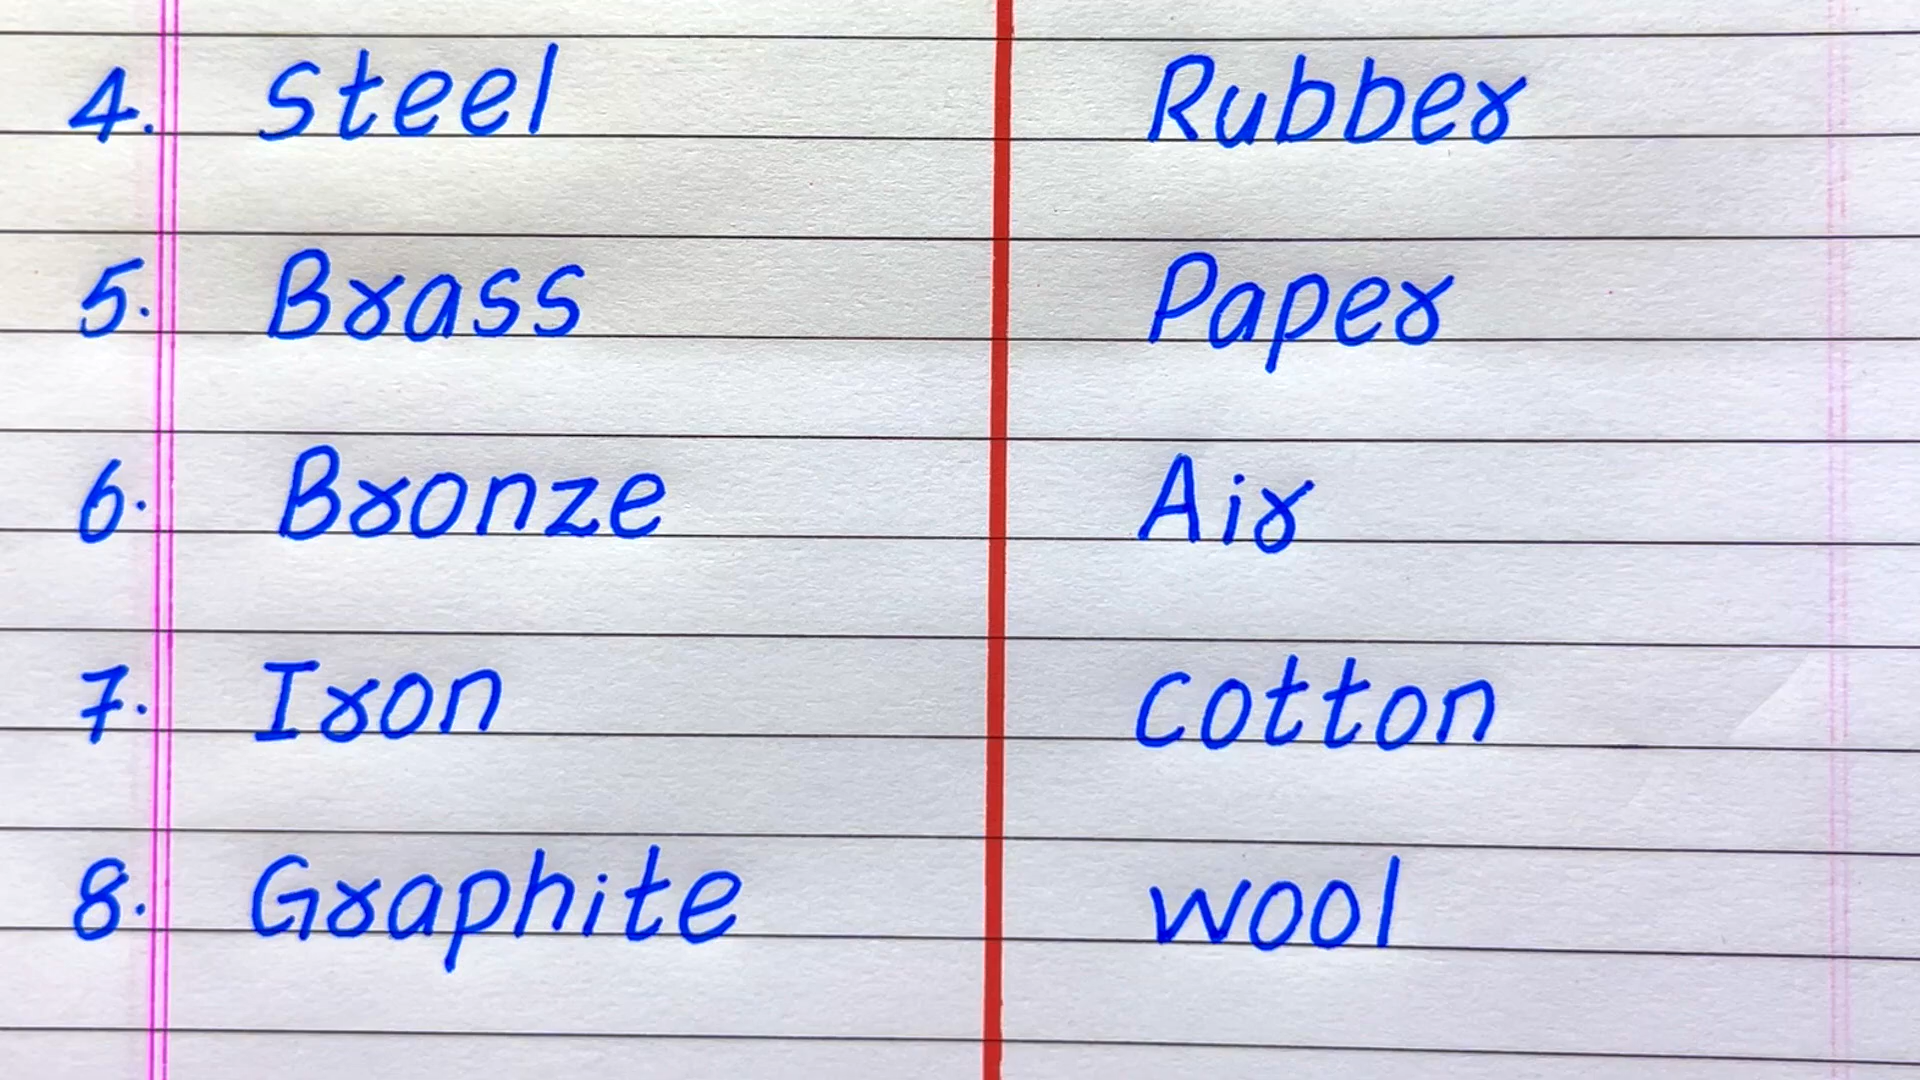 4. Steel Rubber
5. Brass Paper
6. Bronze Air
7. Iron cotton
8. Graphite wool